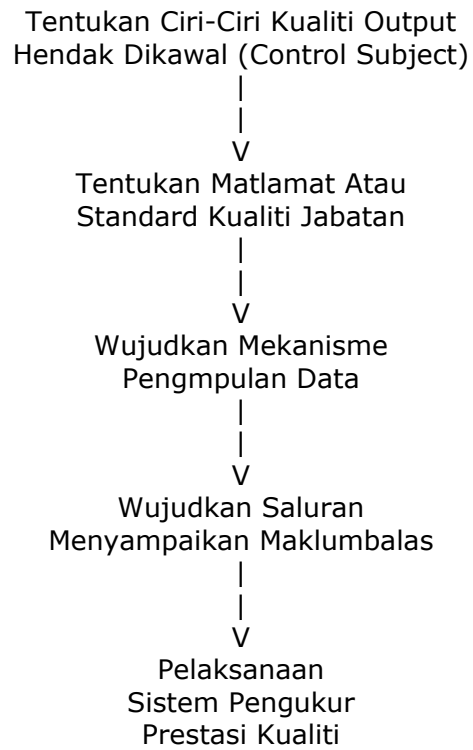 Tentukan Ciri-Ciri Kualiti Output
Hendak Dikawal (Control Subject)
|
|
V
Tentukan Matlamat Atau
Standard Kualiti Jabatan
|
|
V
Wujudkan Mekanisme
Pengmpulan Data
|
|
V
Wujudkan Saluran
Menyampaikan Maklumbalas
|
|
V
Pelaksanaan
Sistem Pengukur
Prestasi Kualiti